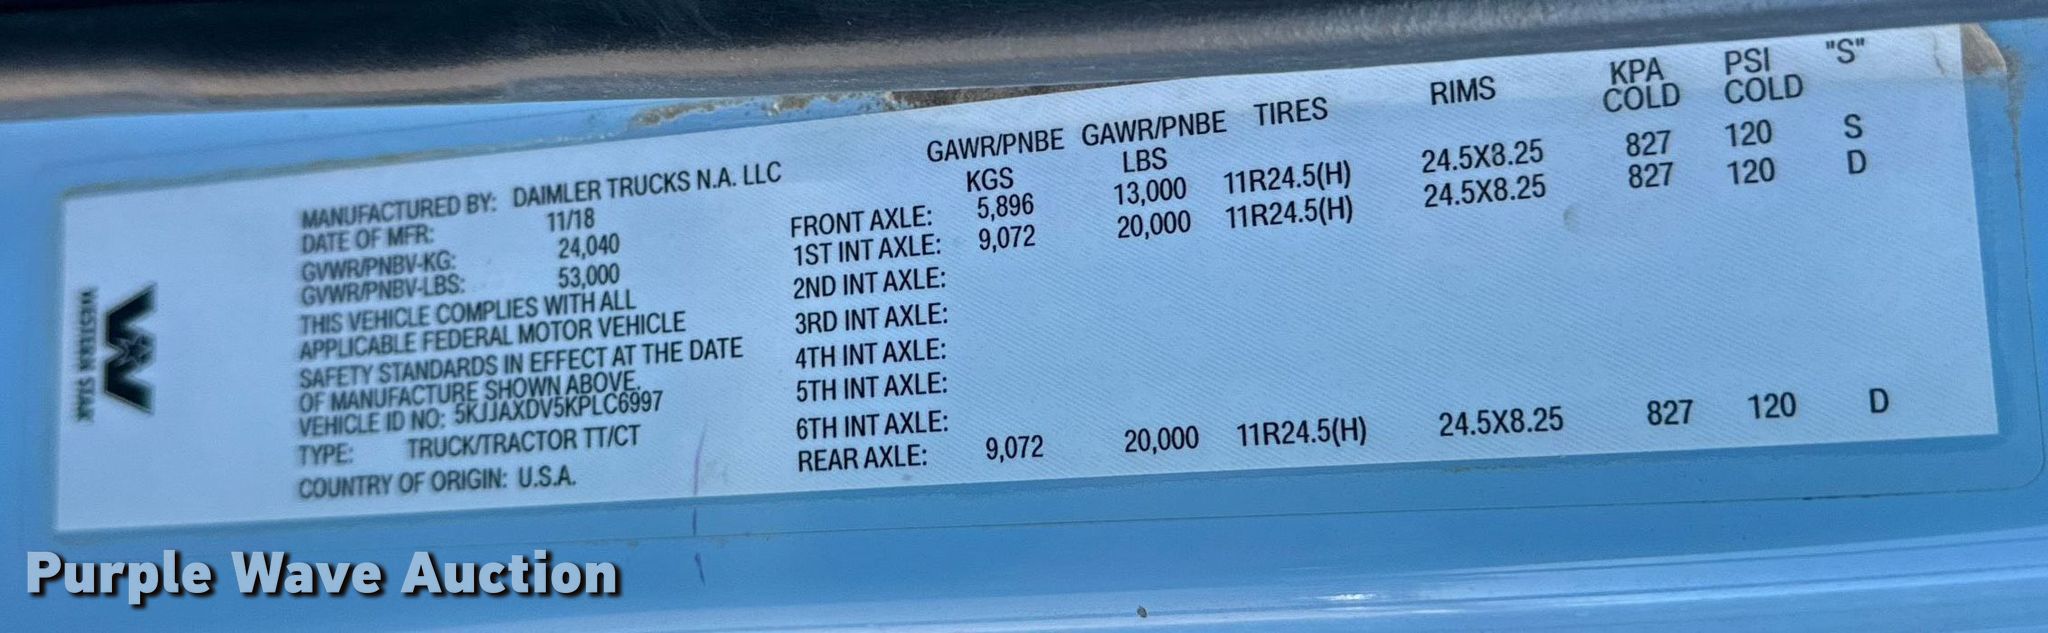 WESTERN STAR
MANUFACTURED BY: DAIMLER TRUCKS N.A. LLC
DATE OF MFR: 11/18
GVWR/PNBV-KG: 24,040
GVWR/PNBV-LBS: 53,000
THIS VEHICLE COMPLIES WITH ALL
APPLICABLE FEDERAL MOTOR VEHICLE
SAFETY STANDARDS IN EFFECT AT THE DATE
OF MANUFACTURE SHOWN ABOVE.
VEHICLE ID NO: 5KJJAXDV5KPLC6997
TYPE: TRUCK/TRACTOR TT/CT
COUNTRY OF ORIGIN: U.S.A.
GAWR/PNBE GAWR/PNBE TIRES RIMS KPA PSI "S"
KGS LBS COLD COLD
FRONT AXLE: 5,896 13,000 11R24.5(H) 24.5X8.25 827 120 S
1ST INT AXLE: 9,072 20,000 11R24.5(H) 24.5X8.25 827 120 D
2ND INT AXLE:
3RD INT AXLE:
4TH INT AXLE:
5TH INT AXLE:
6TH INT AXLE:
REAR AXLE: 9,072 20,000 11R24.5(H) 24.5X8.25 827 120 D
Purple Wave Auction